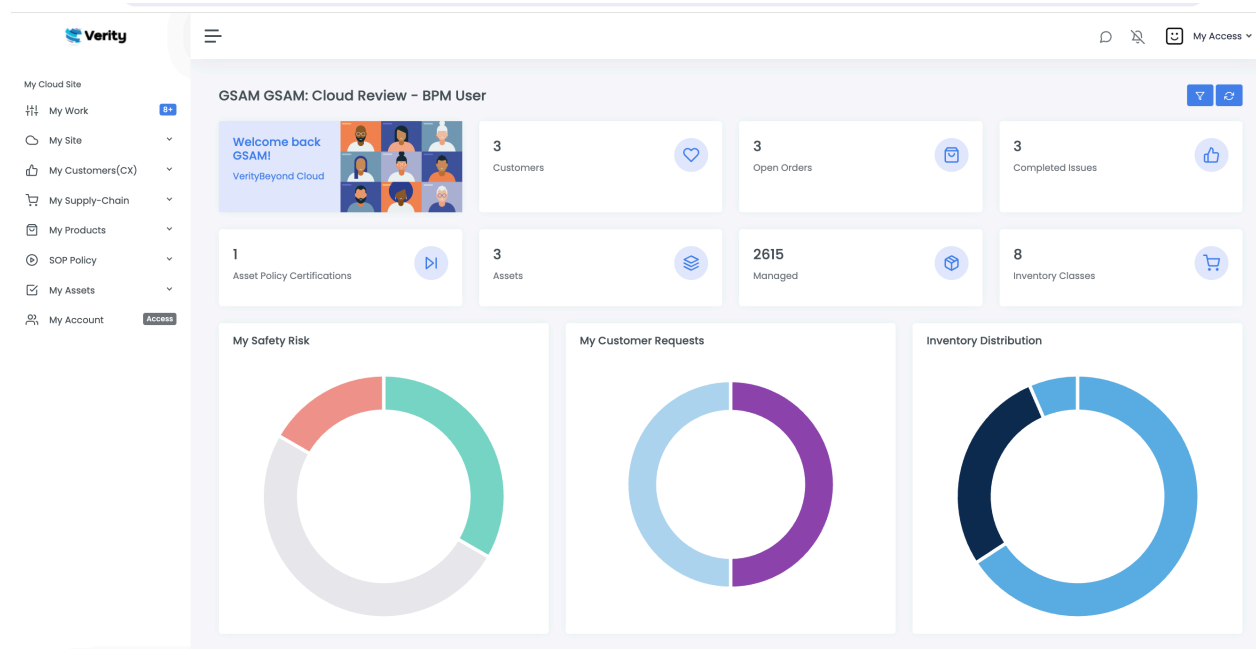 Verity
My Access
My Cloud Site
My Work
8+
My Site
My Customers(CX)
My Supply-Chain
My Products
SOP Policy
My Assets
My Account
Access
GSAM GSAM: Cloud Review - BPM User
Welcome back
GSAM!
VerityBeyond Cloud
3
Customers
3
Open Orders
3
Completed Issues
1
Asset Policy Certifications
3
Assets
2615
Managed
8
Inventory Classes
My Safety Risk
My Customer Requests
Inventory Distribution